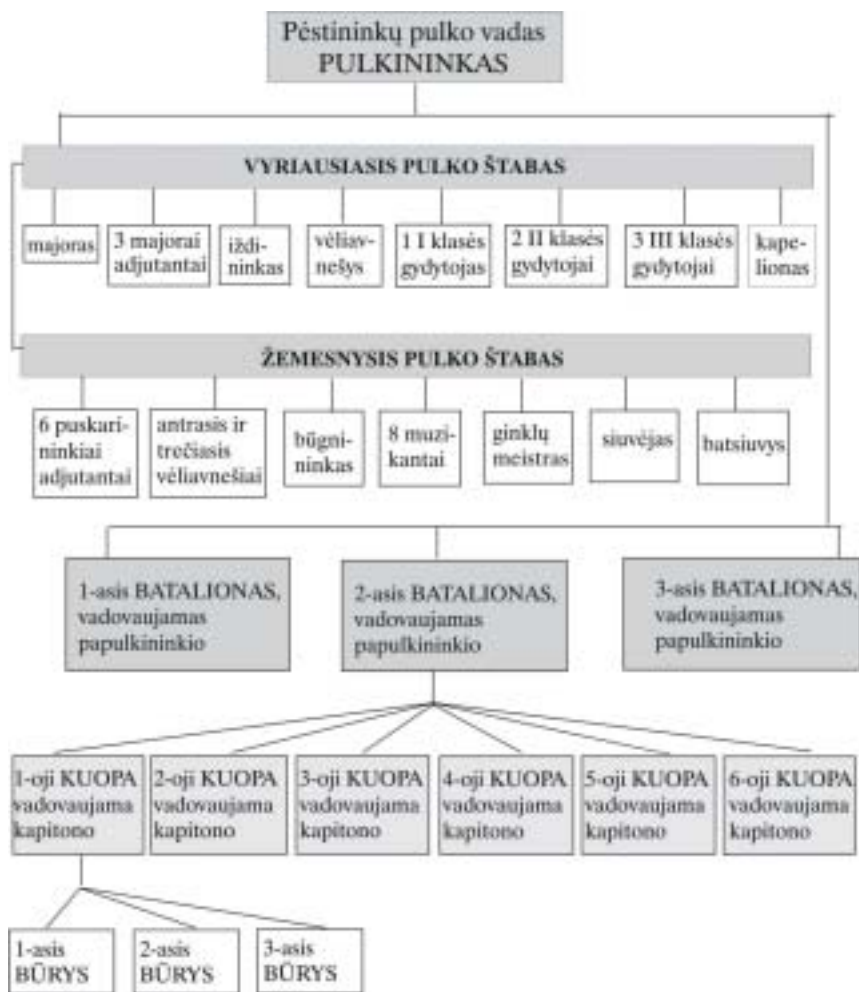 Pėstininkų pulko vadas
PULKININKAS
VYRIAUSIASIS PULKO ŠTABAS
majoras
3 majorai
adjutantai
iždi-
ninkas
vėliav-
nešys
1 I klasės
gydytojas
2 II klasės
gydytojai
3 III klasės
gydytojai
kape-
lionas
ŽEMESNYSIS PULKO ŠTABAS
6 puskari-
ninkiai
adjutantai
antrasis ir
trečiasis
vėliavnešiai
būgni-
ninkas
8 muzi-
kantai
ginklų
meistras
siuvėjas
batsiuvys
1-asis BATALIONAS,
vadovaujamas
papulkininkio
2-asis BATALIONAS,
vadovaujamas
papulkininkio
3-asis BATALIONAS,
vadovaujamas
papulkininkio
1-oji KUOPA
vadovaujama
kapitono
2-oji KUOPA
vadovaujama
kapitono
3-oji KUOPA
vadovaujama
kapitono
4-oji KUOPA
vadovaujama
kapitono
5-oji KUOPA
vadovaujama
kapitono
6-oji KUOPA
vadovaujama
kapitono
1-asis
BŪRYS
2-asis
BŪRYS
3-asis
BŪRYS